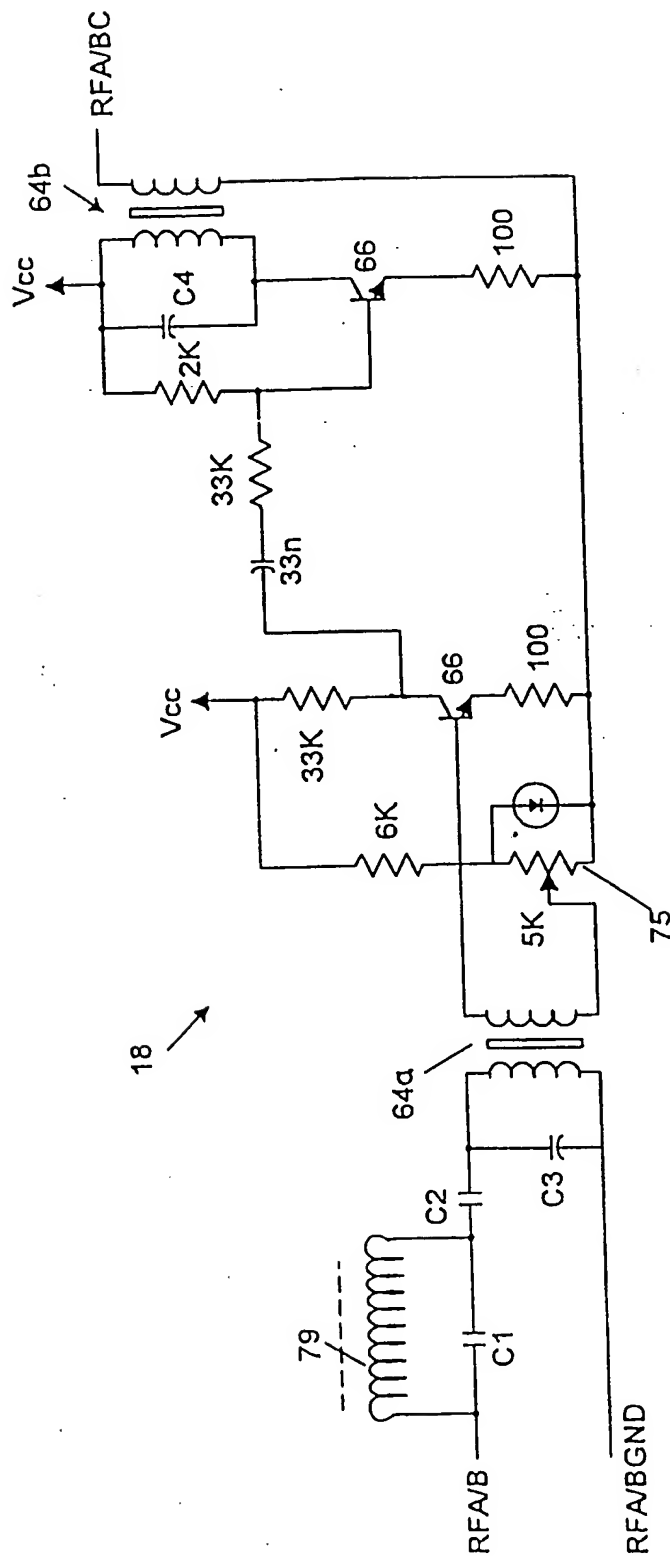 18
79
RFA/B
RFA/BGND
C1
C2
C3
64a
5K
75
6K
33K
Vcc
66
100
33n
33K
2K
C4
Vcc
64b
66
100
RFA/BC